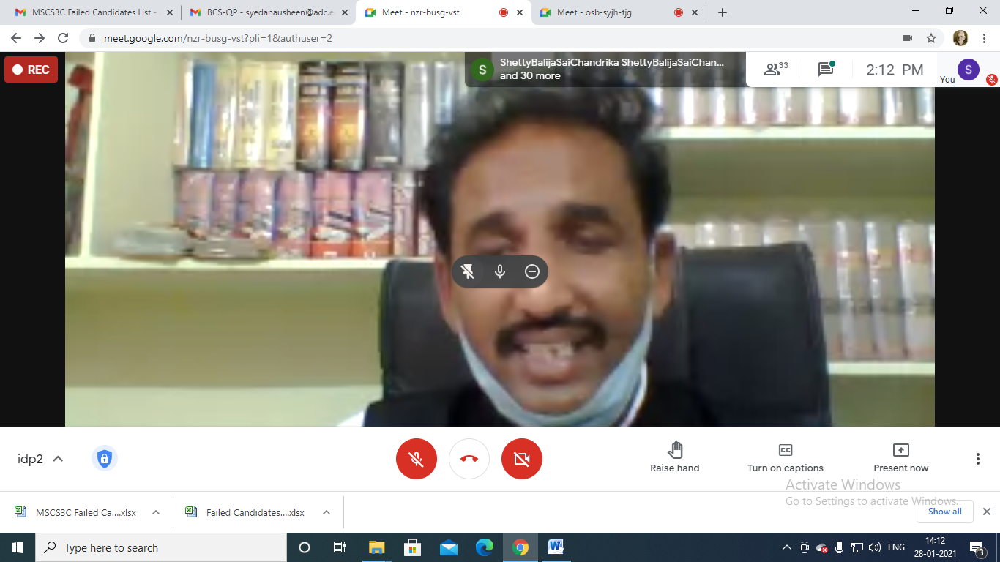 MSCS3C Failed Candidates List -
BCS-QP - syedanausheen@adc.e
Meet - nzr-busg-vst
Meet - osb-syjh-tjg
meet.google.com/nzr-busg-vst?pli=1&authuser=2
REC
S
ShettyBalijaSaiChandrika ShettyBalijaSaiChan...
and 30 more
33
2:12 PM
You
S
idp2
Raise hand
Turn on captions
Present now
Activate Windows
Go to Settings to activate Windows.
MSCS3C Failed Ca....xlsx
Failed Candidates....xlsx
Show all
Type here to search
ENG
14:12
28-01-2021
3